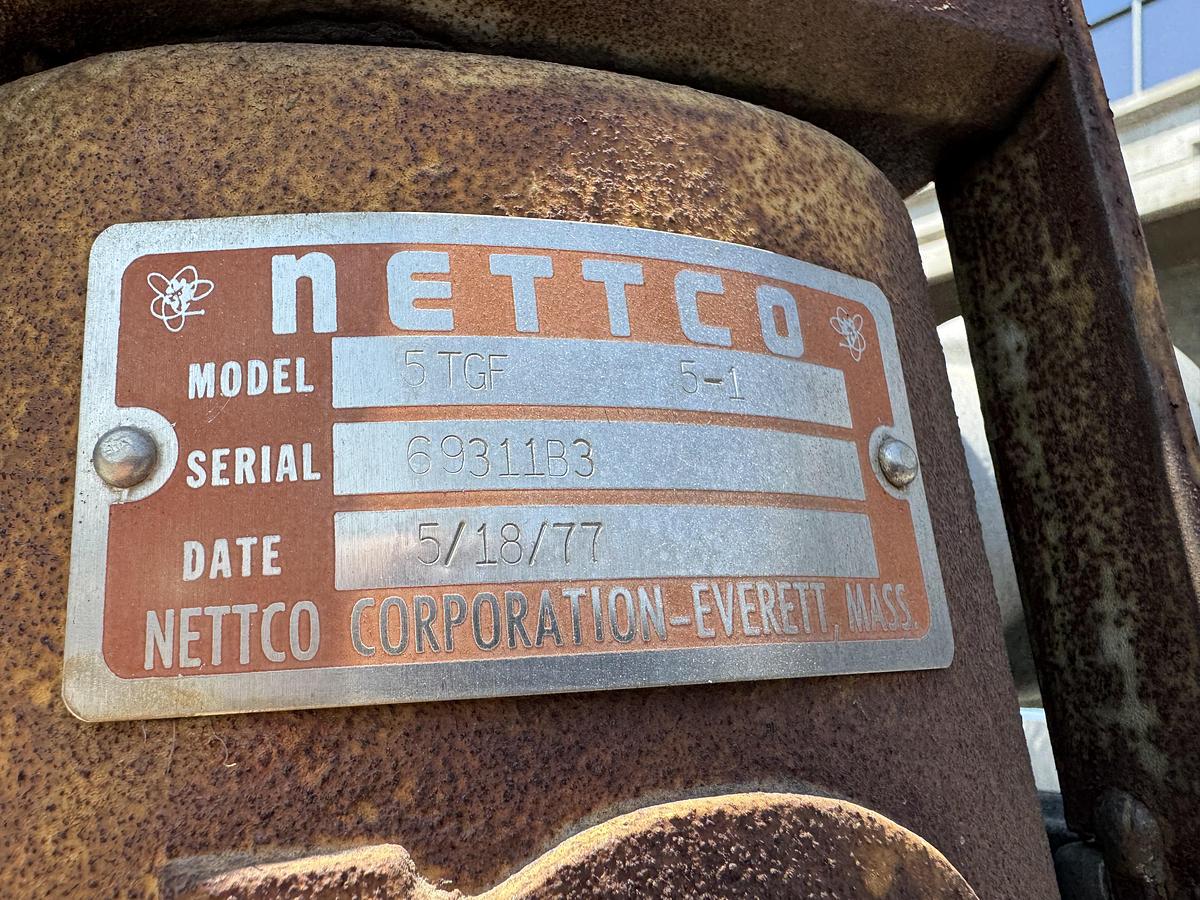 nETTCO
MODEL 5TGF 5-1
SERIAL 69311B3
DATE 5/18/77
NETTCO CORPORATION-EVERETT, MASS.